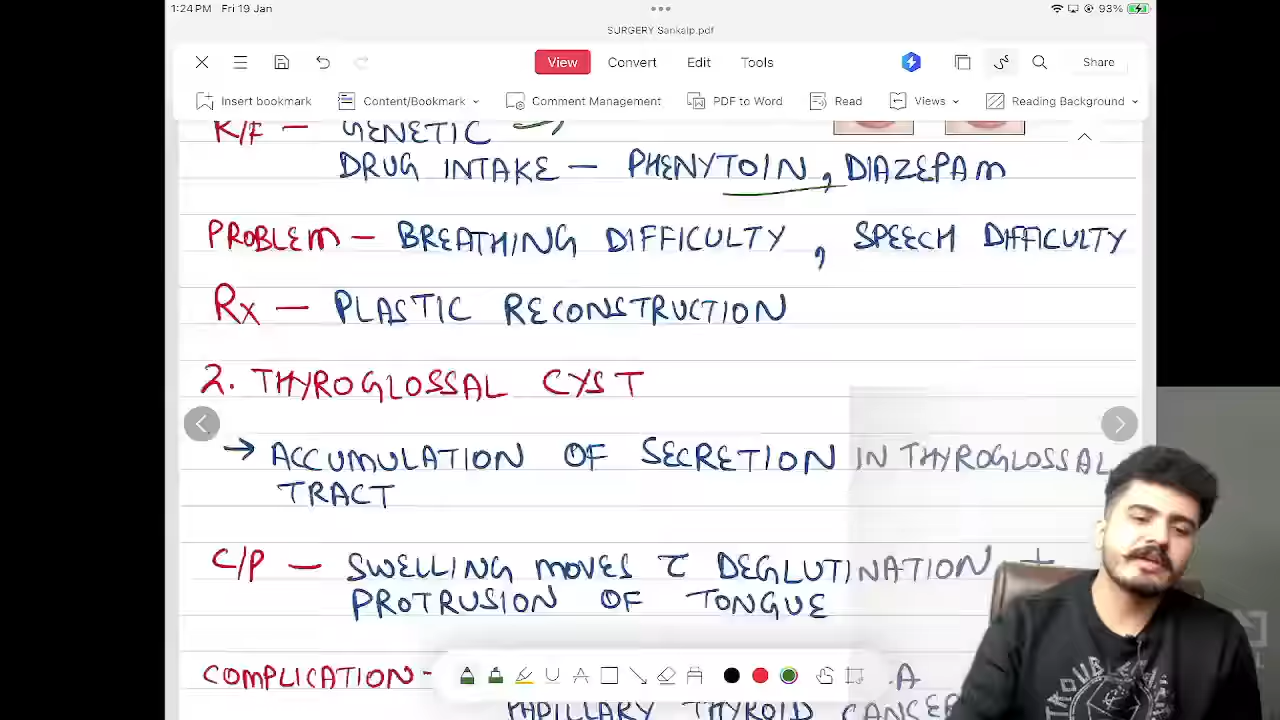 1:24 PM Fri 19 Jan
93%
SURGERY Sankalp.pdf
View Convert Edit Tools Share
Insert bookmark Content/Bookmark Comment Management PDF to Word Read Views Reading Background
R/F — GENETIC
DRUG INTAKE — PHENYTOIN, DIAZEPAM
PROBLEM — BREATHING DIFFICULTY, SPEECH DIFFICULTY
Rx — PLASTIC RECONSTRUCTION
2. THYROGLOSSAL CYST
→ ACCUMULATION OF SECRETION IN THYROGLOSSAL
TRACT
C/P — SWELLING MOVES c̄ DEGLUTINATION +
PROTRUSION OF TONGUE
COMPLICATION -
PAPILLARY THYROID CANCER